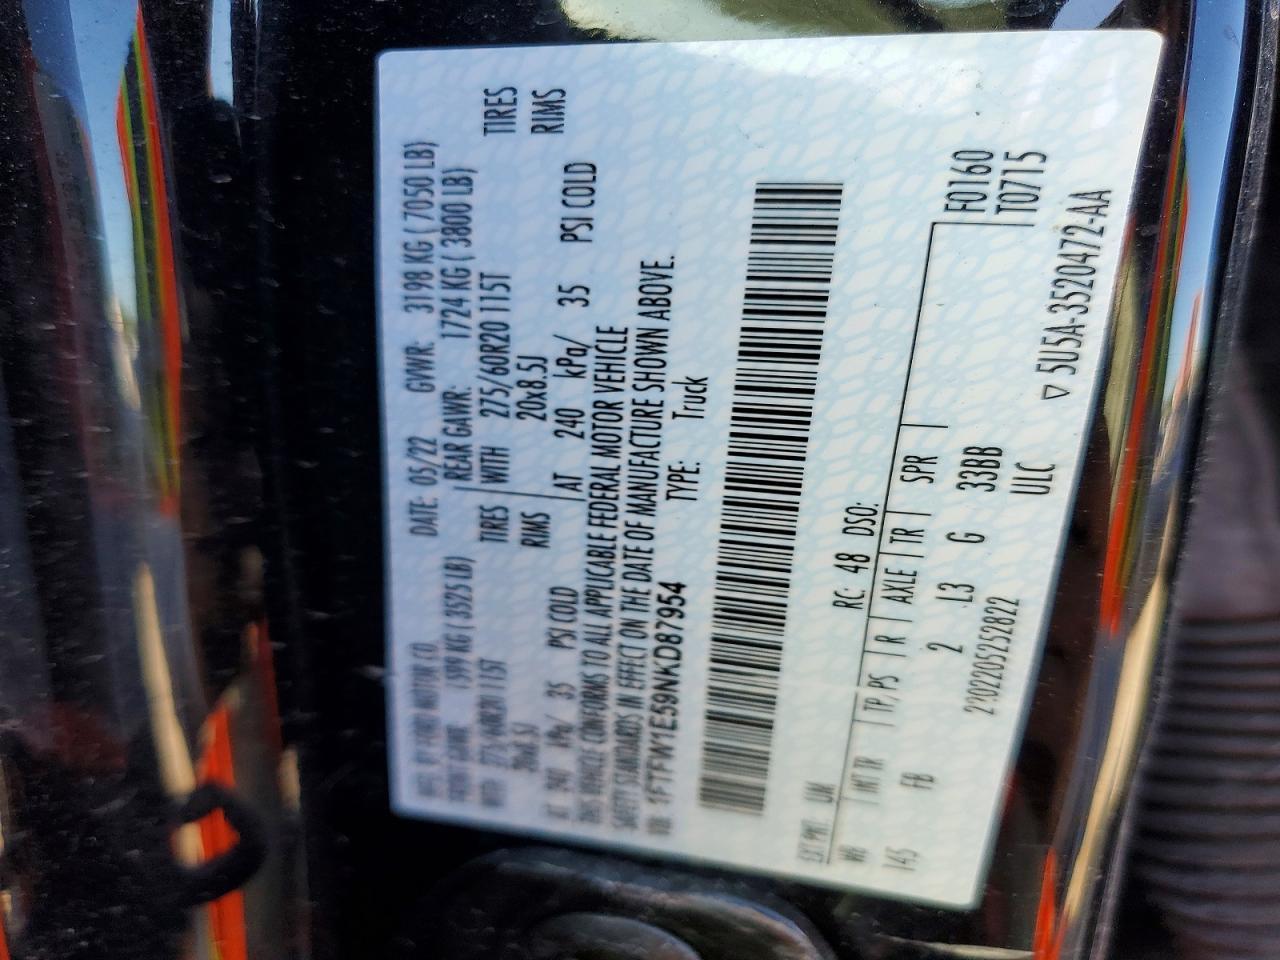 MFD. BY FORD MOTOR CO.
DATE: 05/22 GVWR: 3198 KG ( 7050 LB)
FRONT GAWR: 1599 KG (3525 LB) REAR GAWR: 1724 KG ( 3800 LB)
WITH 275/60R20 115T TIRES WITH 275/60R20 115T TIRES
20x8.5J RIMS 20x8.5J RIMS
AT 240 kPa/ 35 PSI COLD AT 240 kPa/ 35 PSI COLD
THIS VEHICLE CONFORMS TO ALL APPLICABLE FEDERAL MOTOR VEHICLE
SAFETY STANDARDS IN EFFECT ON THE DATE OF MANUFACTURE SHOWN ABOVE.
VIN: 1FTFW1E59NKD87954 TYPE: Truck
EXT PNT: UM RC: 48 DSO:
WB INT TR TP/PS R AXLE TR SPR F0160
145 FB 2 L3 G 33BB T0715
2202205252822 ULC
5U5A-3520472-AA